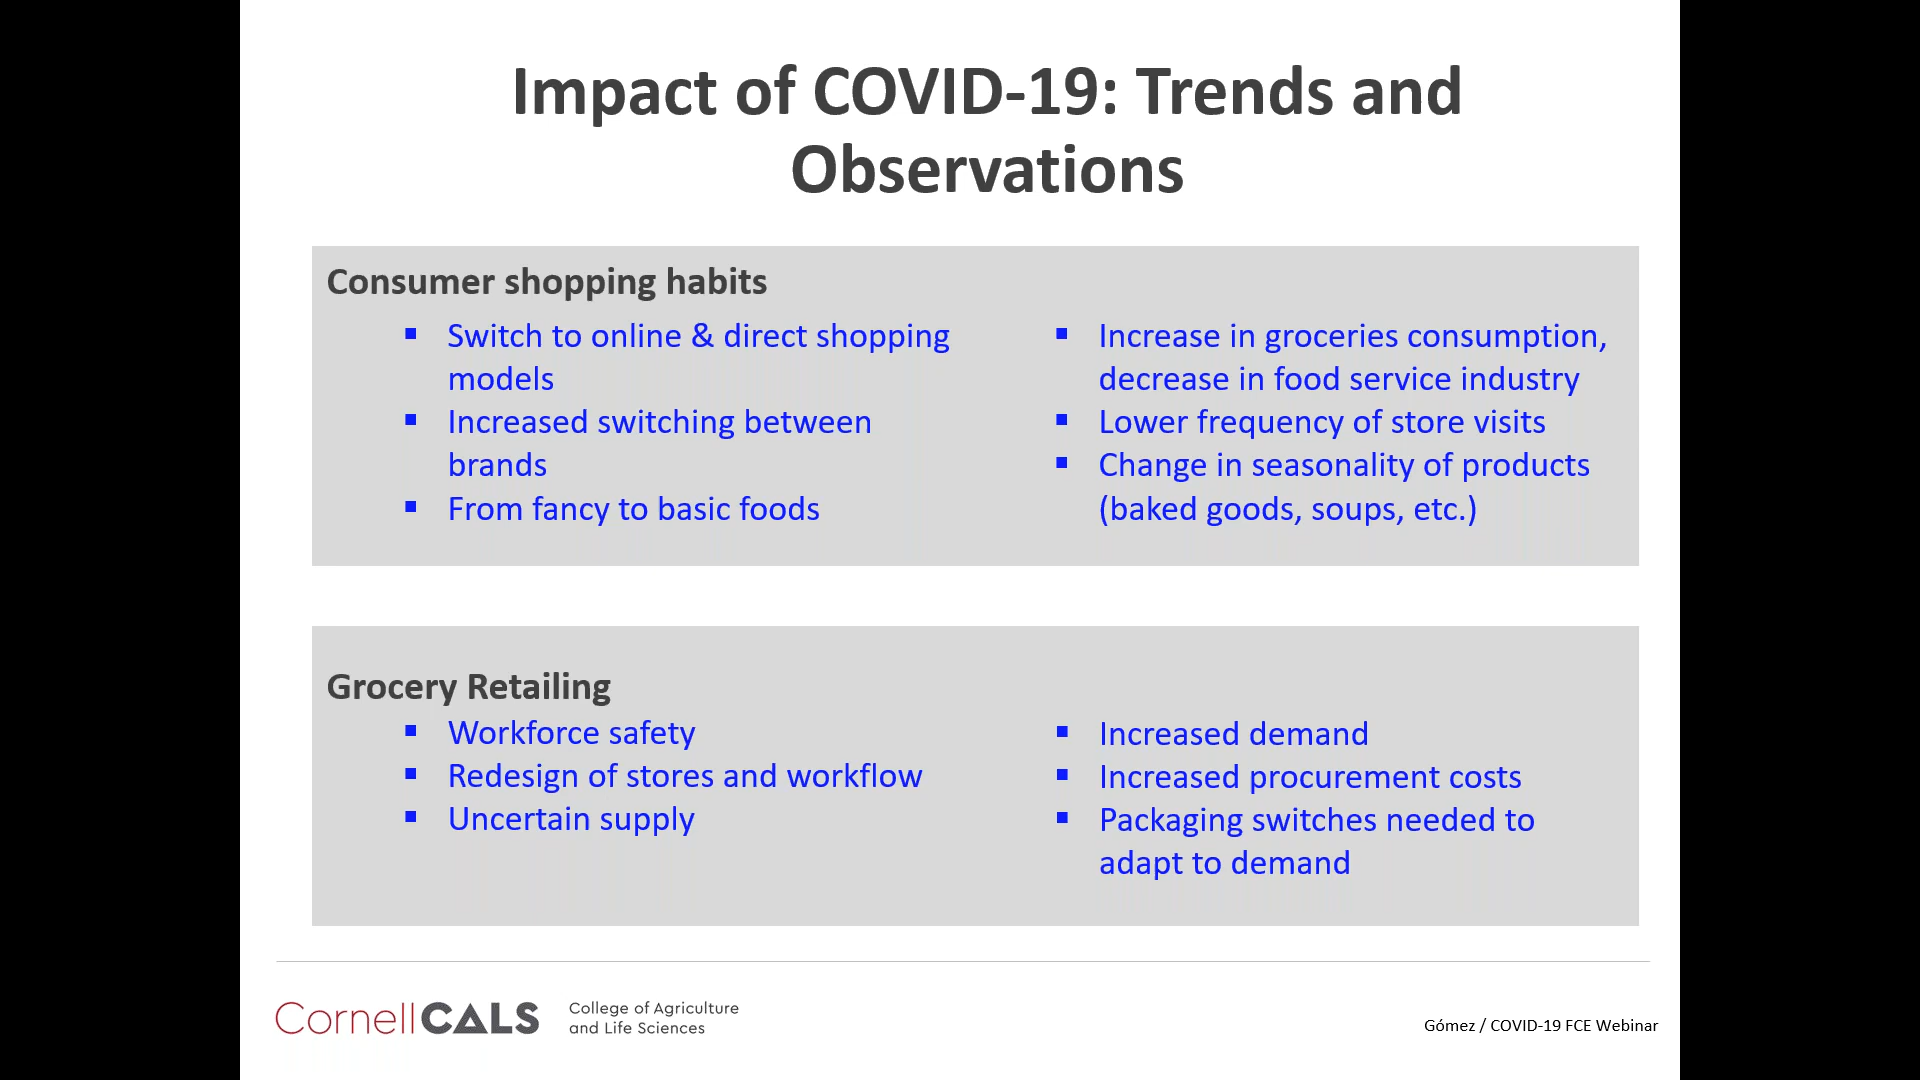 Impact of COVID-19: Trends and
Observations
Consumer shopping habits
▪ Switch to online & direct shopping
models
▪ Increased switching between
brands
▪ From fancy to basic foods
▪ Increase in groceries consumption,
decrease in food service industry
▪ Lower frequency of store visits
▪ Change in seasonality of products
(baked goods, soups, etc.)
Grocery Retailing
▪ Workforce safety
▪ Redesign of stores and workflow
▪ Uncertain supply
▪ Increased demand
▪ Increased procurement costs
▪ Packaging switches needed to
adapt to demand
CornellCALS
College of Agriculture
and Life Sciences
Gómez / COVID-19 FCE Webinar